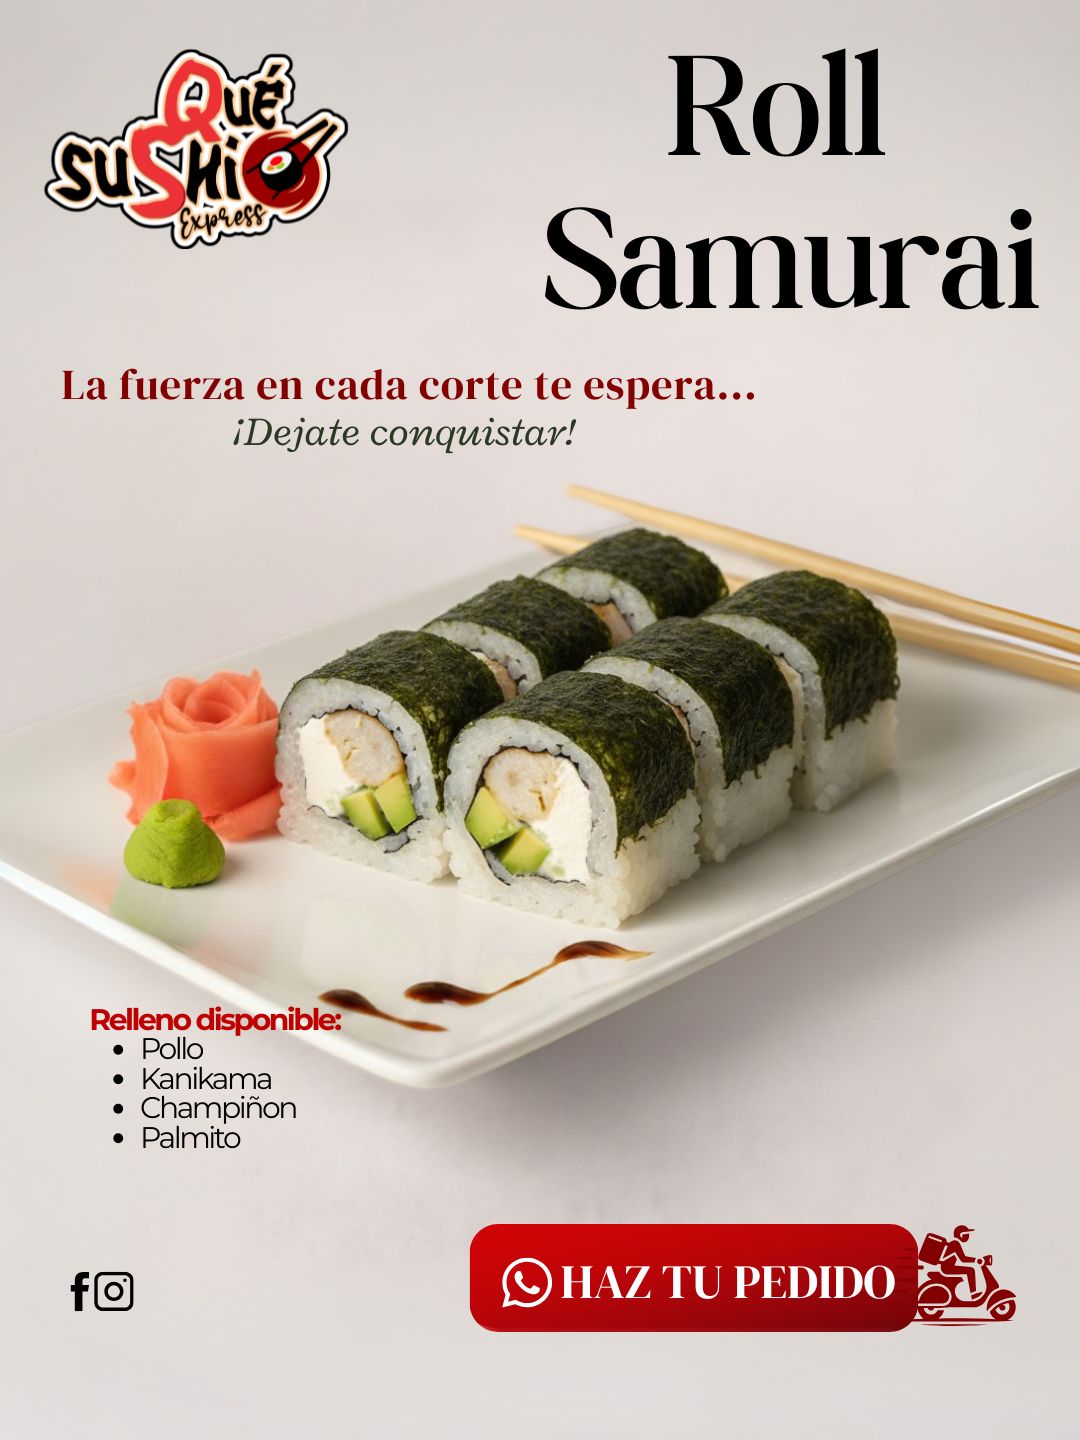 Qué
suShi
Express
Roll
Samurai
La fuerza en cada corte te espera...
¡Dejate conquistar!
Relleno disponible:
• Pollo
• Kanikama
• Champiñon
• Palmito
HAZ TU PEDIDO